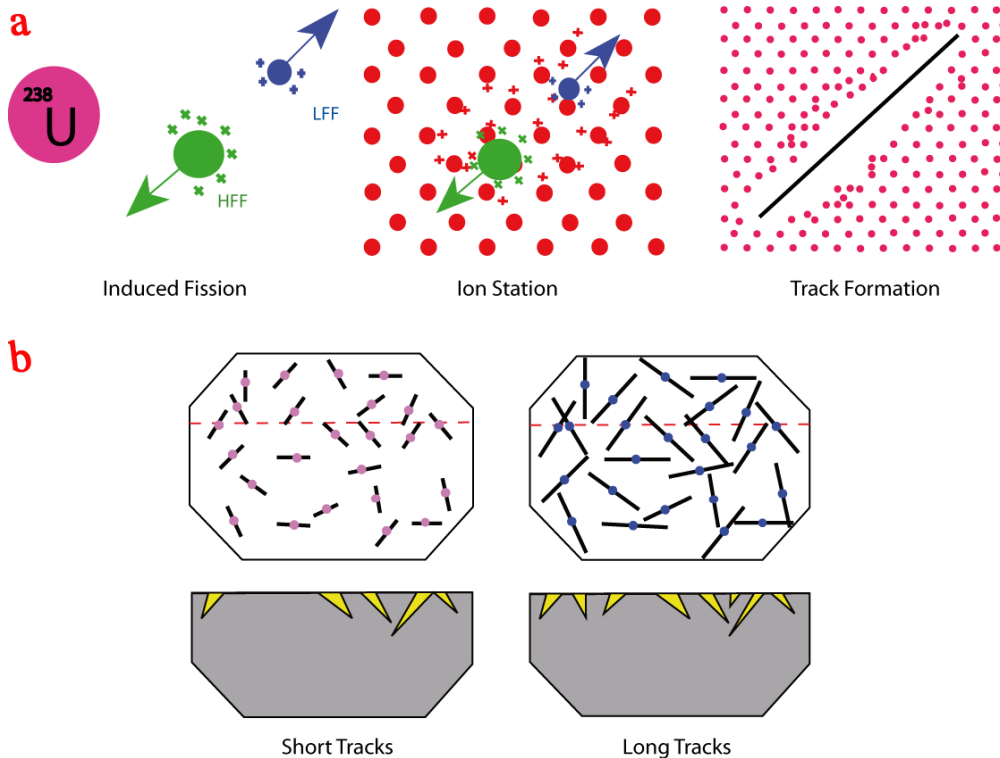 a
238
U
HFF
LFF
Induced Fission
Ion Station
Track Formation
b
Short Tracks
Long Tracks